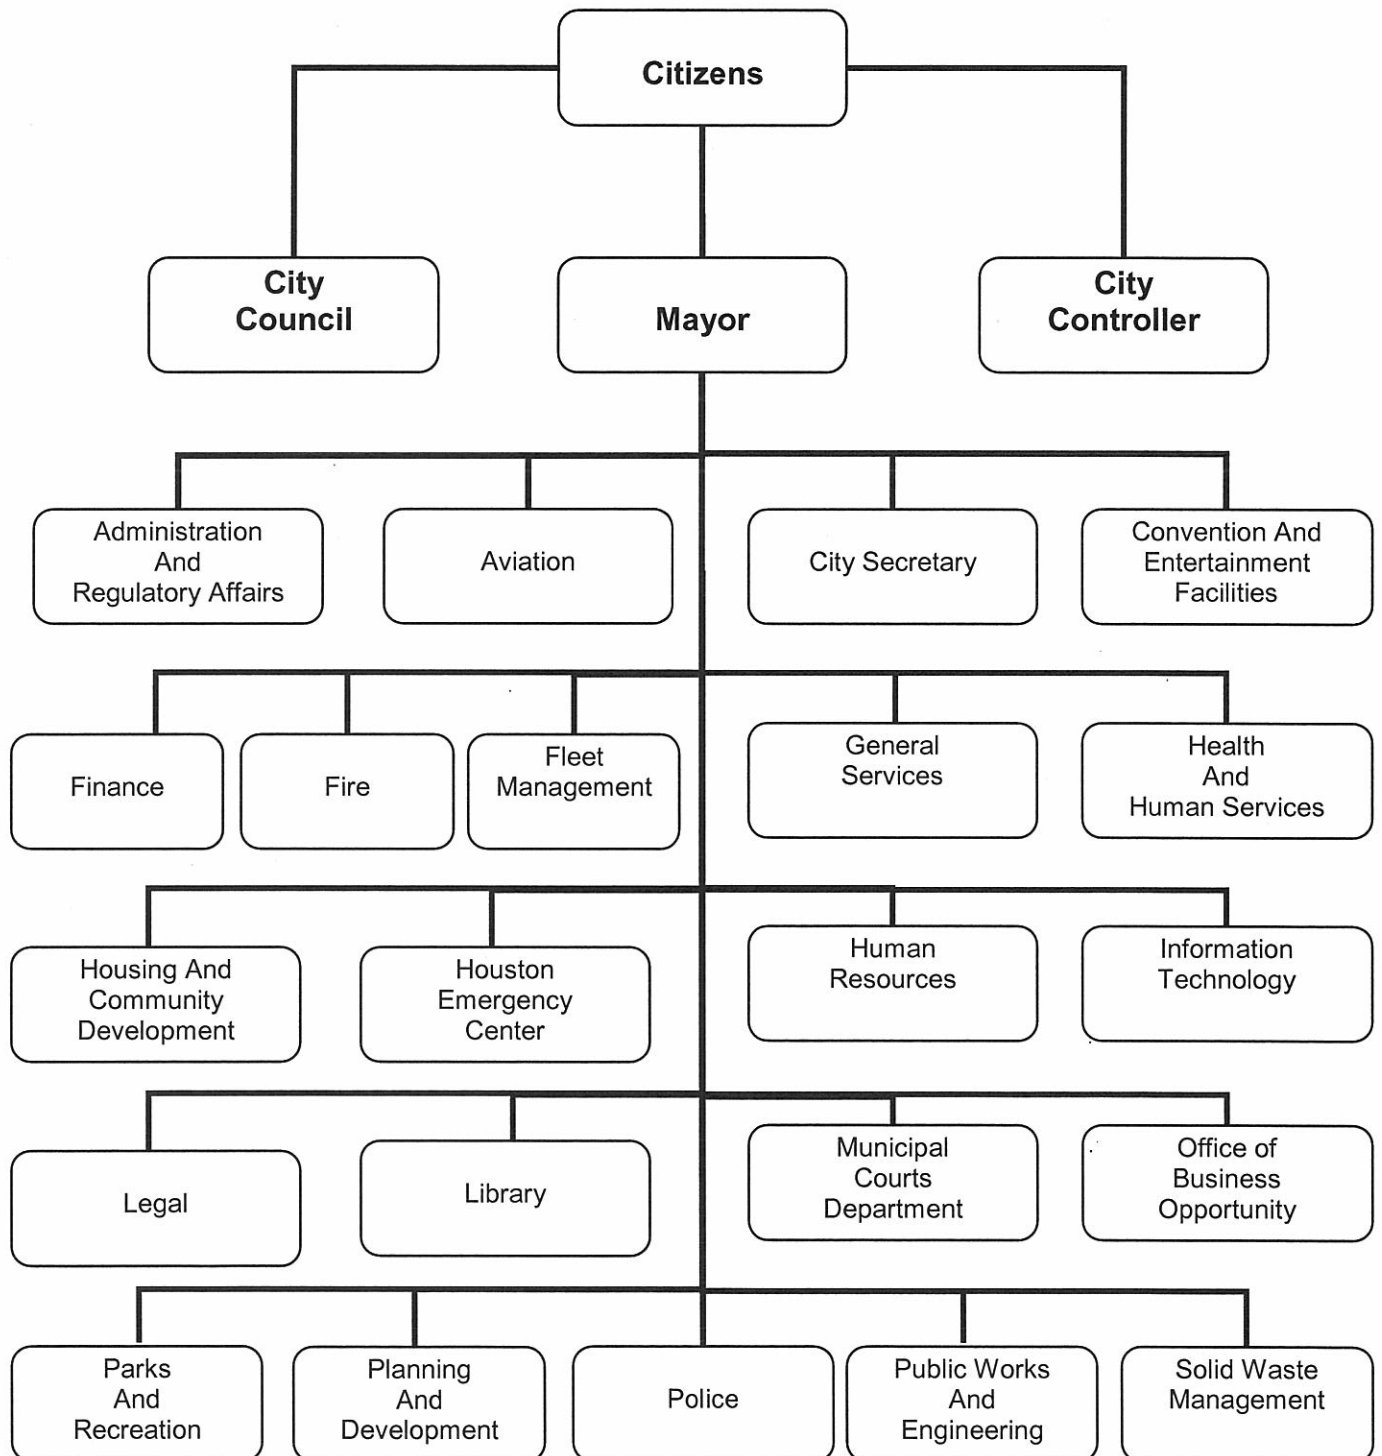 Citizens
City
Council
Mayor
City
Controller
Administration
And
Regulatory Affairs
Aviation
City Secretary
Convention And
Entertainment
Facilities
Finance
Fire
Fleet
Management
General
Services
Health
And
Human Services
Housing And
Community
Development
Houston
Emergency
Center
Human
Resources
Information
Technology
Legal
Library
Municipal
Courts
Department
Office of
Business
Opportunity
Parks
And
Recreation
Planning
And
Development
Police
Public Works
And
Engineering
Solid Waste
Management